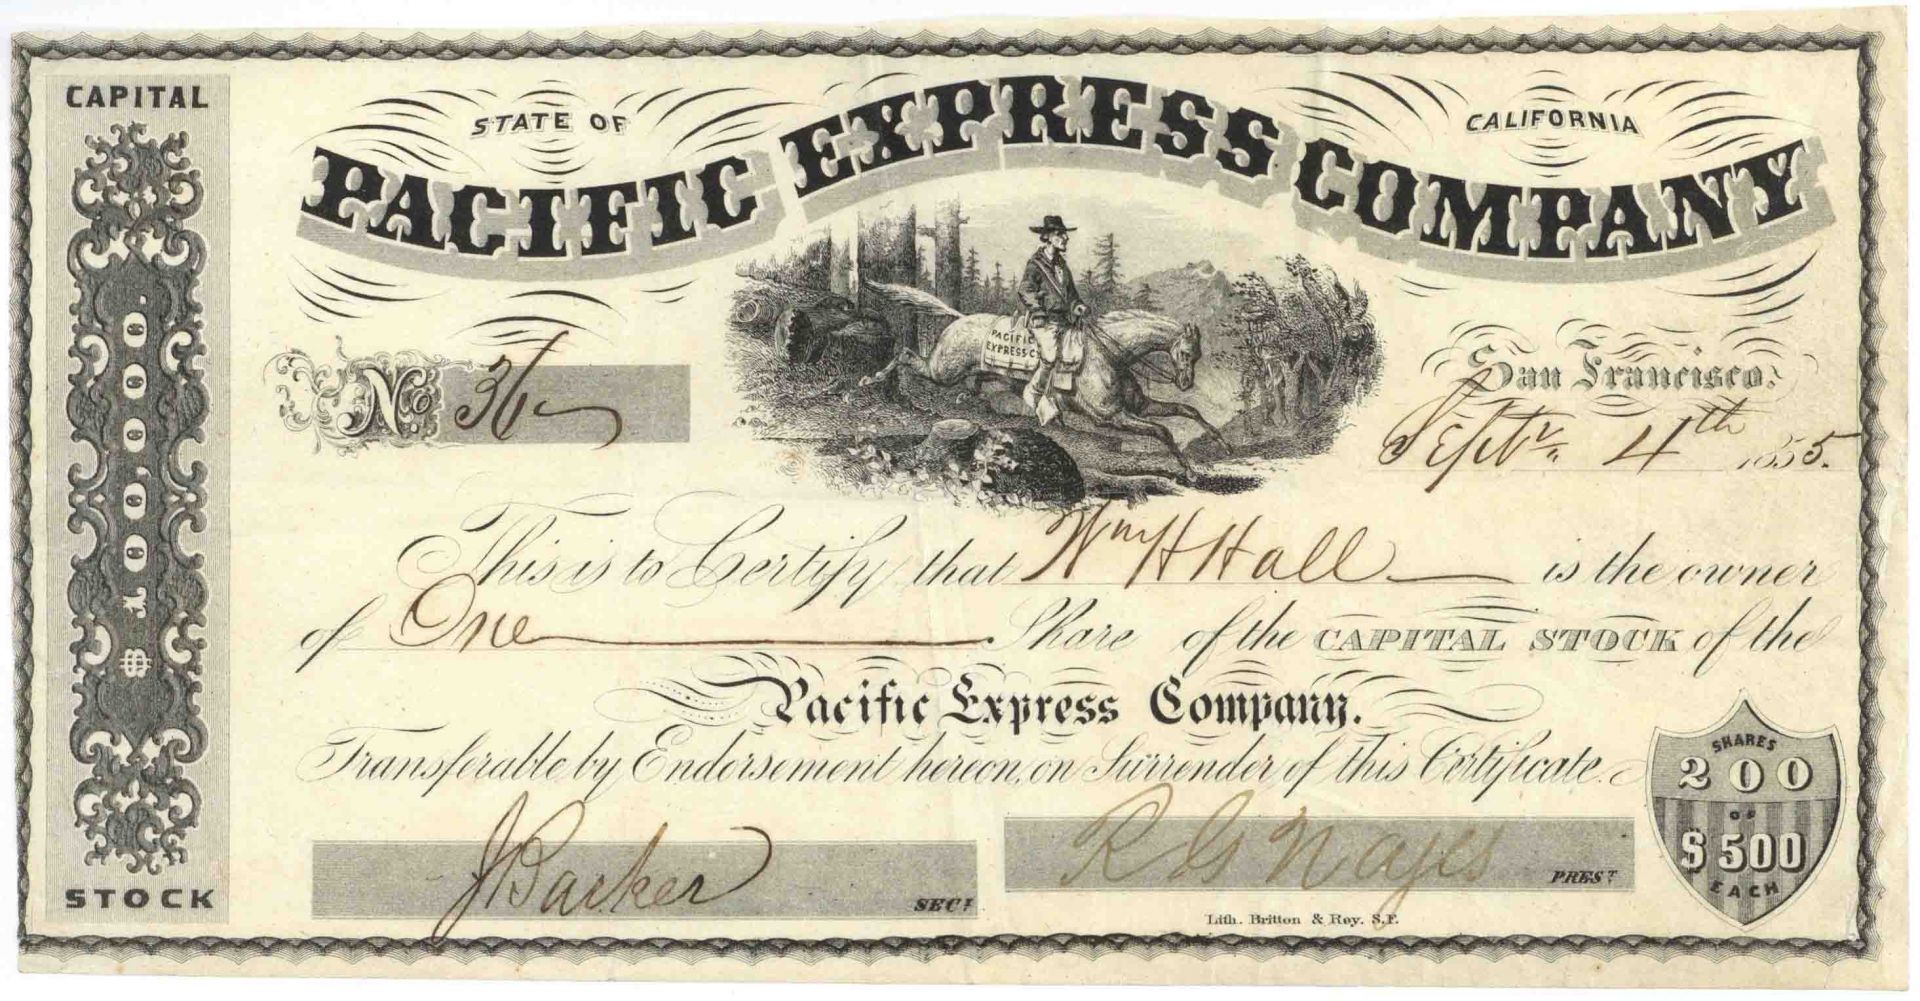 CAPITAL
$100,000.
STOCK
STATE OF CALIFORNIA
PACIFIC EXPRESS COMPANY
PACIFIC
EXPRESS C
No. 36
San Francisco.
Septr. 4th 1855.
This is to Certify that Wm H Hall is the owner
of One Share of the CAPITAL STOCK of the
Pacific Express Company.
Transferable by Endorsement hereon, on Surrender of this Certificate.
J Barker SECY.
R G Noyes PREST.
SHARES
200
OF
$500
EACH
Lith. Britton & Rey. S.F.